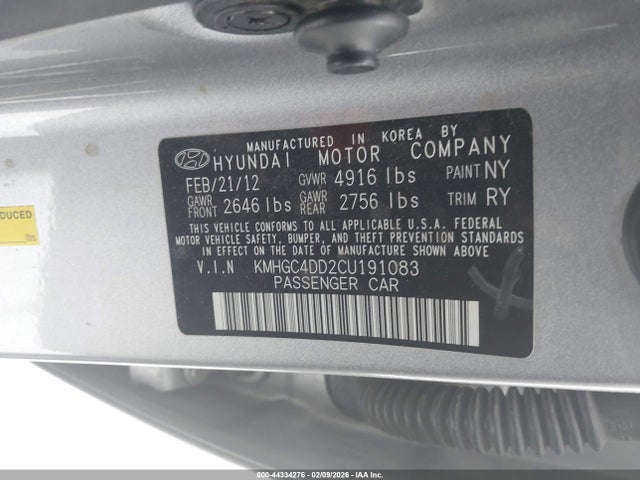 MANUFACTURED IN KOREA BY
HYUNDAI MOTOR COMPANY
FEB/21/12 GVWR 4916 lbs PAINT NY
GAWR FRONT 2646 lbs GAWR REAR 2756 lbs TRIM RY
THIS VEHICLE CONFORMS TO ALL APPLICABLE U.S.A. FEDERAL
MOTOR VEHICLE SAFETY, BUMPER, AND THEFT PREVENTION
STANDARDS IN EFFECT ON THE DATE OF MANUFACTURE SHOWN ABOVE
V.I.N KMHGC4DD2CU191083
PASSENGER CAR
ODUCED
lbs
000-44334276 - 02/09/2026 - IAA Inc.